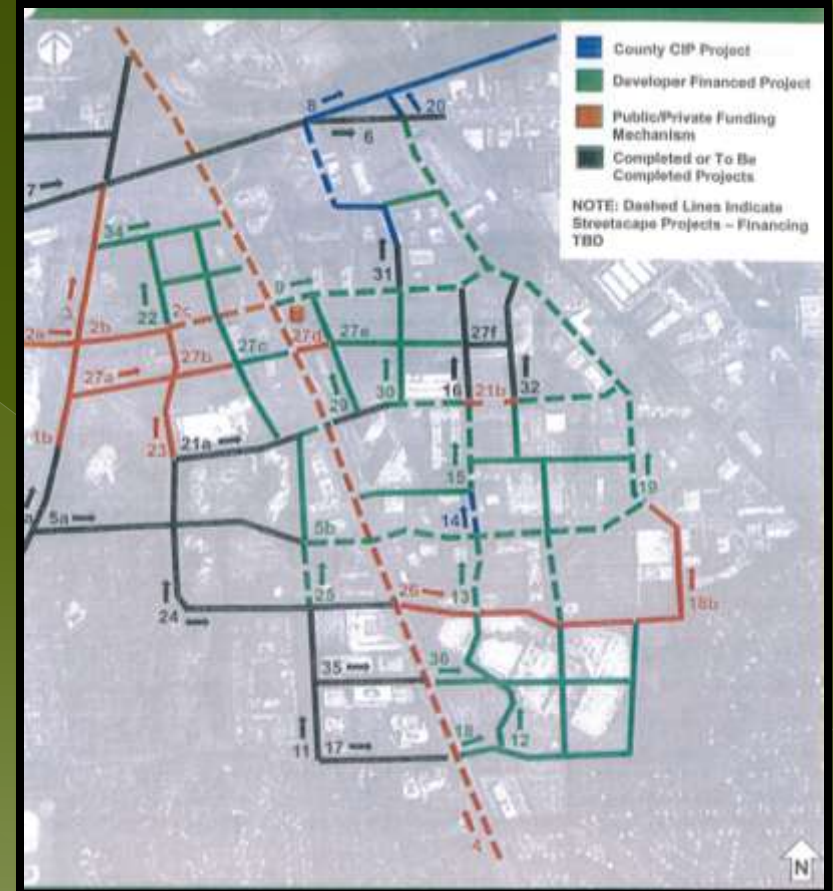 County CIP Project
Developer Financed Project
Public/Private Funding
Mechanism
Completed or To Be
Completed Projects
NOTE: Dashed Lines Indicate
Streetscape Projects – Financing
TBD
8
20
6
7
34
31
9
22
2c
2a
2b
27d
27e
27f
27c
27b
27a
16
21b
32
30
29
1b
23
21a
15
19
5a
14
5b
25
26
13
18b
24
35
36
18
12
11
17
4
N